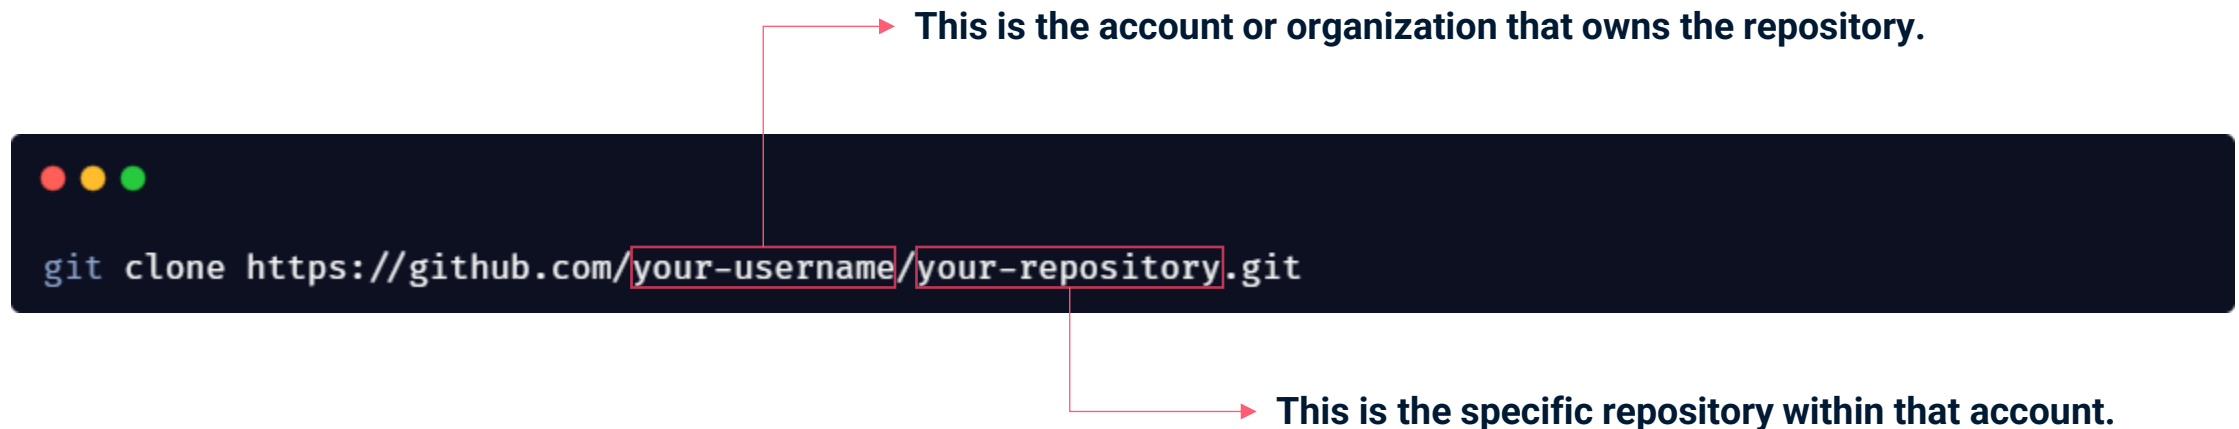 This is the account or organization that owns the repository.
git clone https://github.com/your-username/your-repository.git
This is the specific repository within that account.